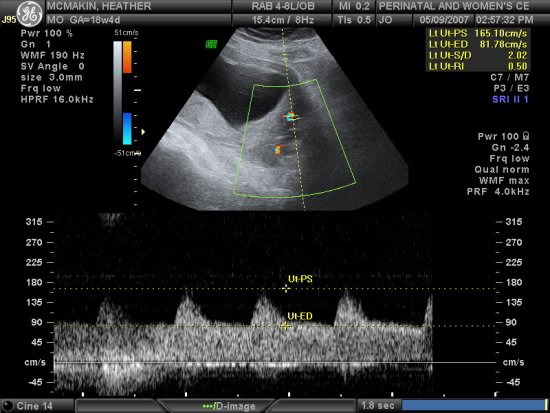 MCMAKIN, HEATHER RAB 4-8L/OB MI 0.2 PERINATAL AND WOMEN'S CE
J95 MO GA=18w4d 15.4cm / 8Hz TIs 0.5 JO 05/09/2007 02:57:32 PM
Pwr 100 %
Gn 1
WMF 190 Hz
SV Angle 0
size 3.0mm
Frq low
HPRF 16.0kHz
51cm/s
-51cm/s
Lt Ut-PS 165.10cm/s
Lt Ut-ED 81.78cm/s
Lt Ut-S/D 2.02
Lt Ut-RI 0.50
C7 / M7
P3 / E3
SRI II 1
Pwr 100
Gn -2.4
Frq low
Qual norm
WMF max
PRF 4.0kHz
315 315
270 270
225 225
180 Ut-PS 180
135 135
90 Ut-ED 90
cm/s cm/s
-45 -45
Cine 14 /D-image 1.8 sec